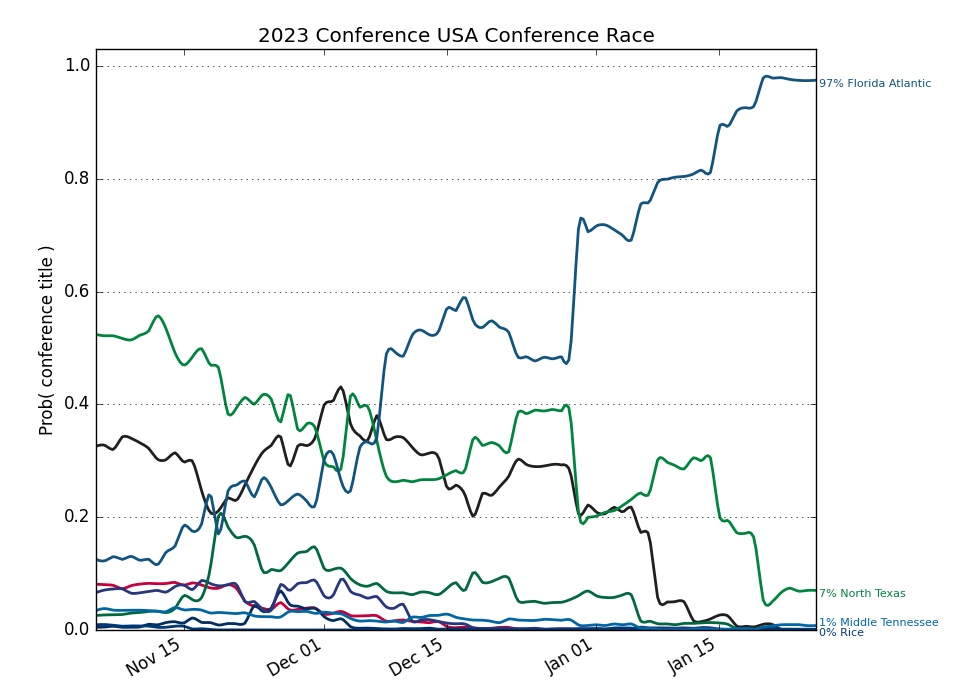 2023 Conference USA Conference Race
Prob( conference title )
1.0
0.8
0.6
0.4
0.2
0.0
Nov 15
Dec 01
Dec 15
Jan 01
Jan 15
97% Florida Atlantic
7% North Texas
1% Middle Tennessee
0% Rice